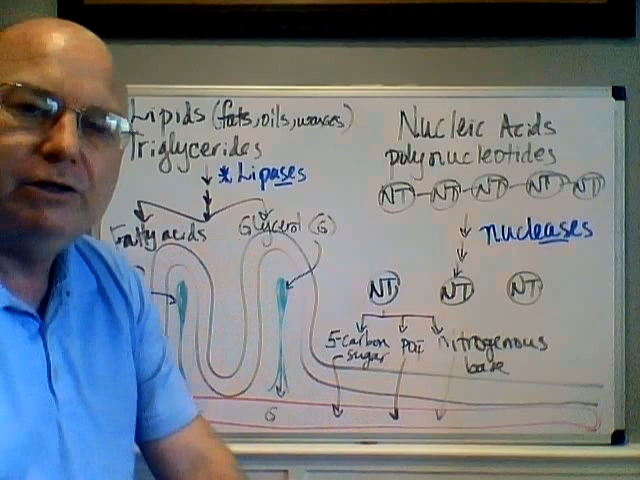 Lipids (fats, oils, waxes)
Triglycerides
* Lipases
Fatty acids
Glycerol (G)
G
Nucleic Acids
polynucleotides
NT NT NT NT NT
nucleases
NT NT NT
5-carbon sugar
nitrogenous base